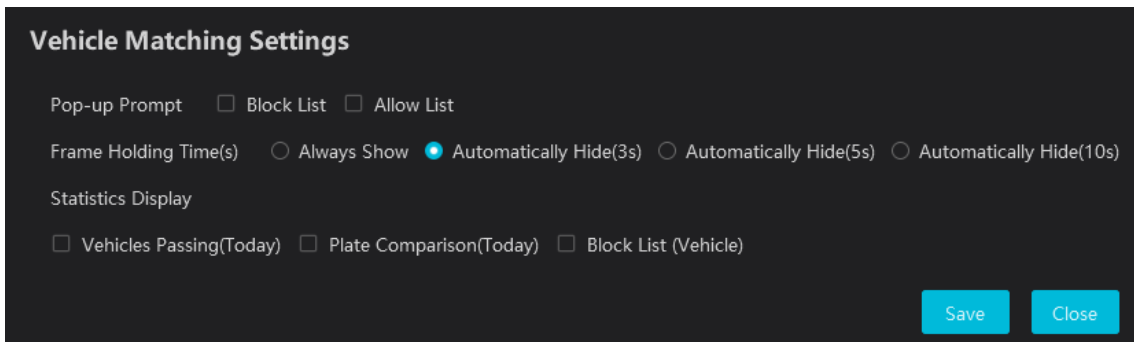 Vehicle Matching Settings
Pop-up Prompt Block List Allow List
Frame Holding Time(s) Always Show Automatically Hide(3s) Automatically Hide(5s) Automatically Hide(10s)
Statistics Display
Vehicles Passing(Today) Plate Comparison(Today) Block List (Vehicle)
Save Close